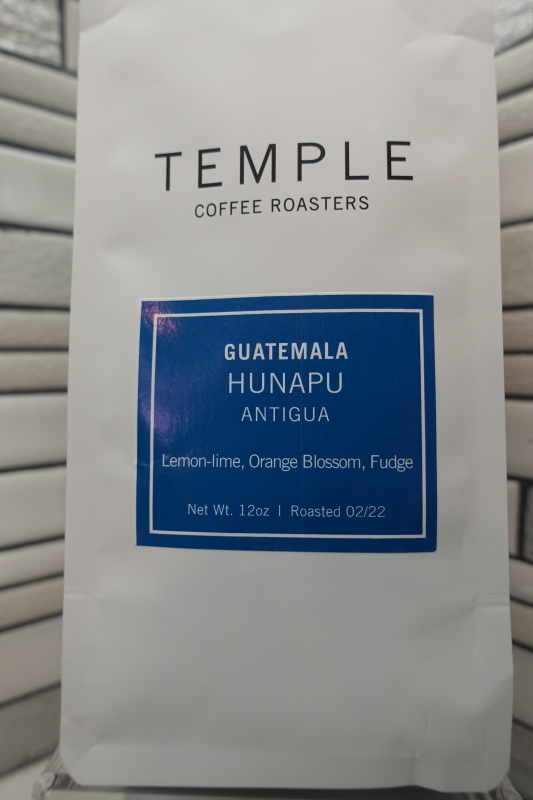 TEMPLE
COFFEE ROASTERS
GUATEMALA
HUNAPU
ANTIGUA
Lemon-lime, Orange Blossom, Fudge
Net Wt. 12oz | Roasted 02/22